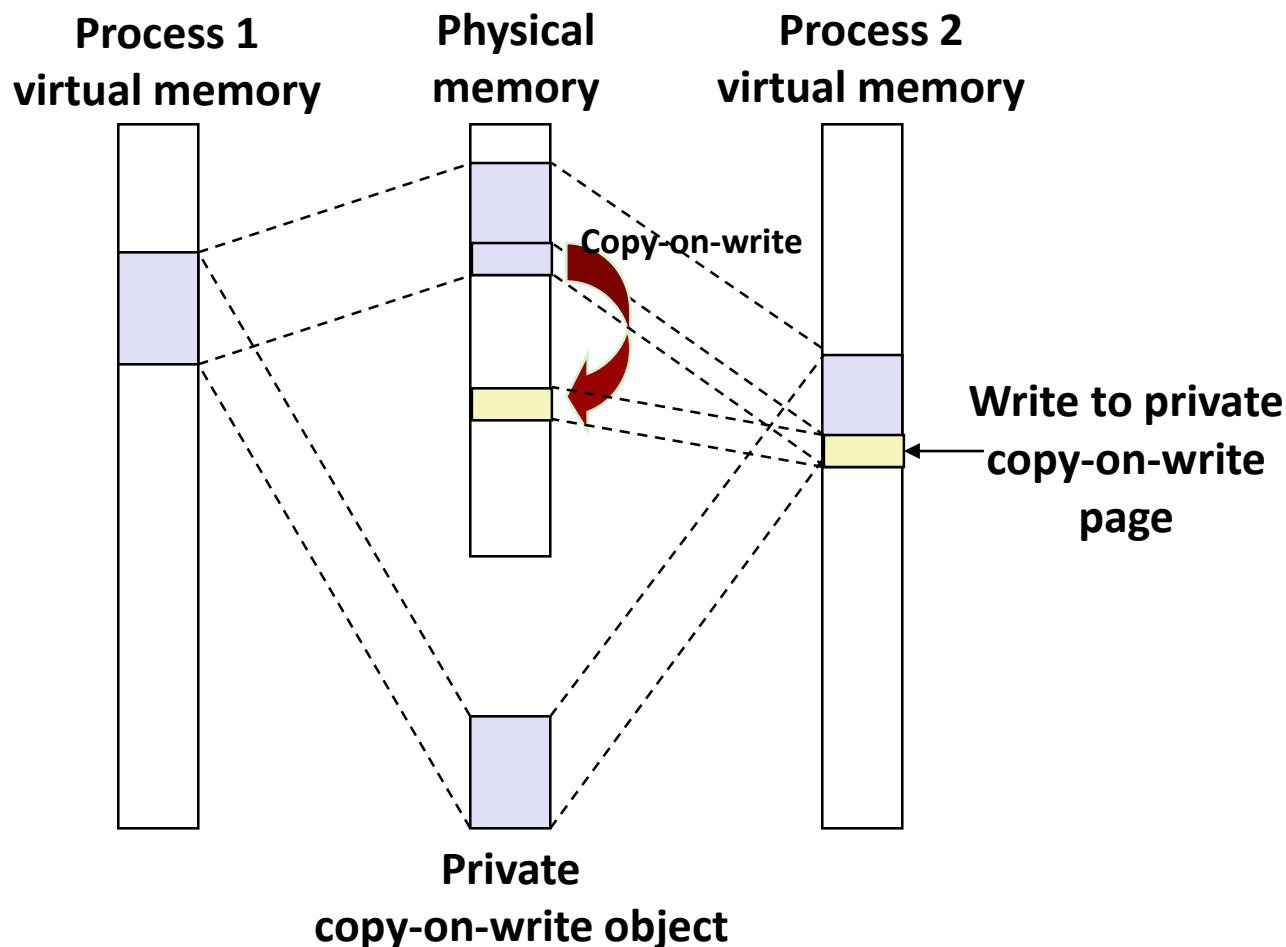 Process 1
virtual memory
Physical
memory
Process 2
virtual memory
Copy-on-write
Write to private
copy-on-write
page
Private
copy-on-write object